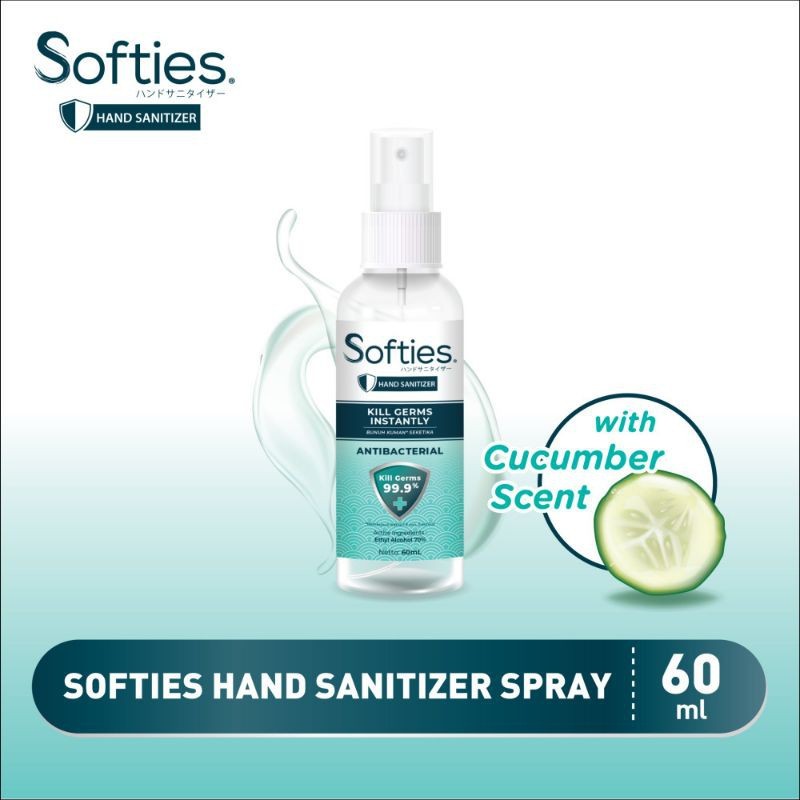 Softies®
ハンドサニタイザー
HAND SANITIZER
Softies®
ハンドサニタイザー
HAND SANITIZER
KILL GERMS
INSTANTLY
BUNUH KUMAN* SEKETIKA
ANTIBACTERIAL
Kill Germs
99.9%
Active Ingredients
Ethyl Alcohol 70%
Netto: 60mL
with
Cucumber
Scent
SOFTIES HAND SANITIZER SPRAY
60
ml